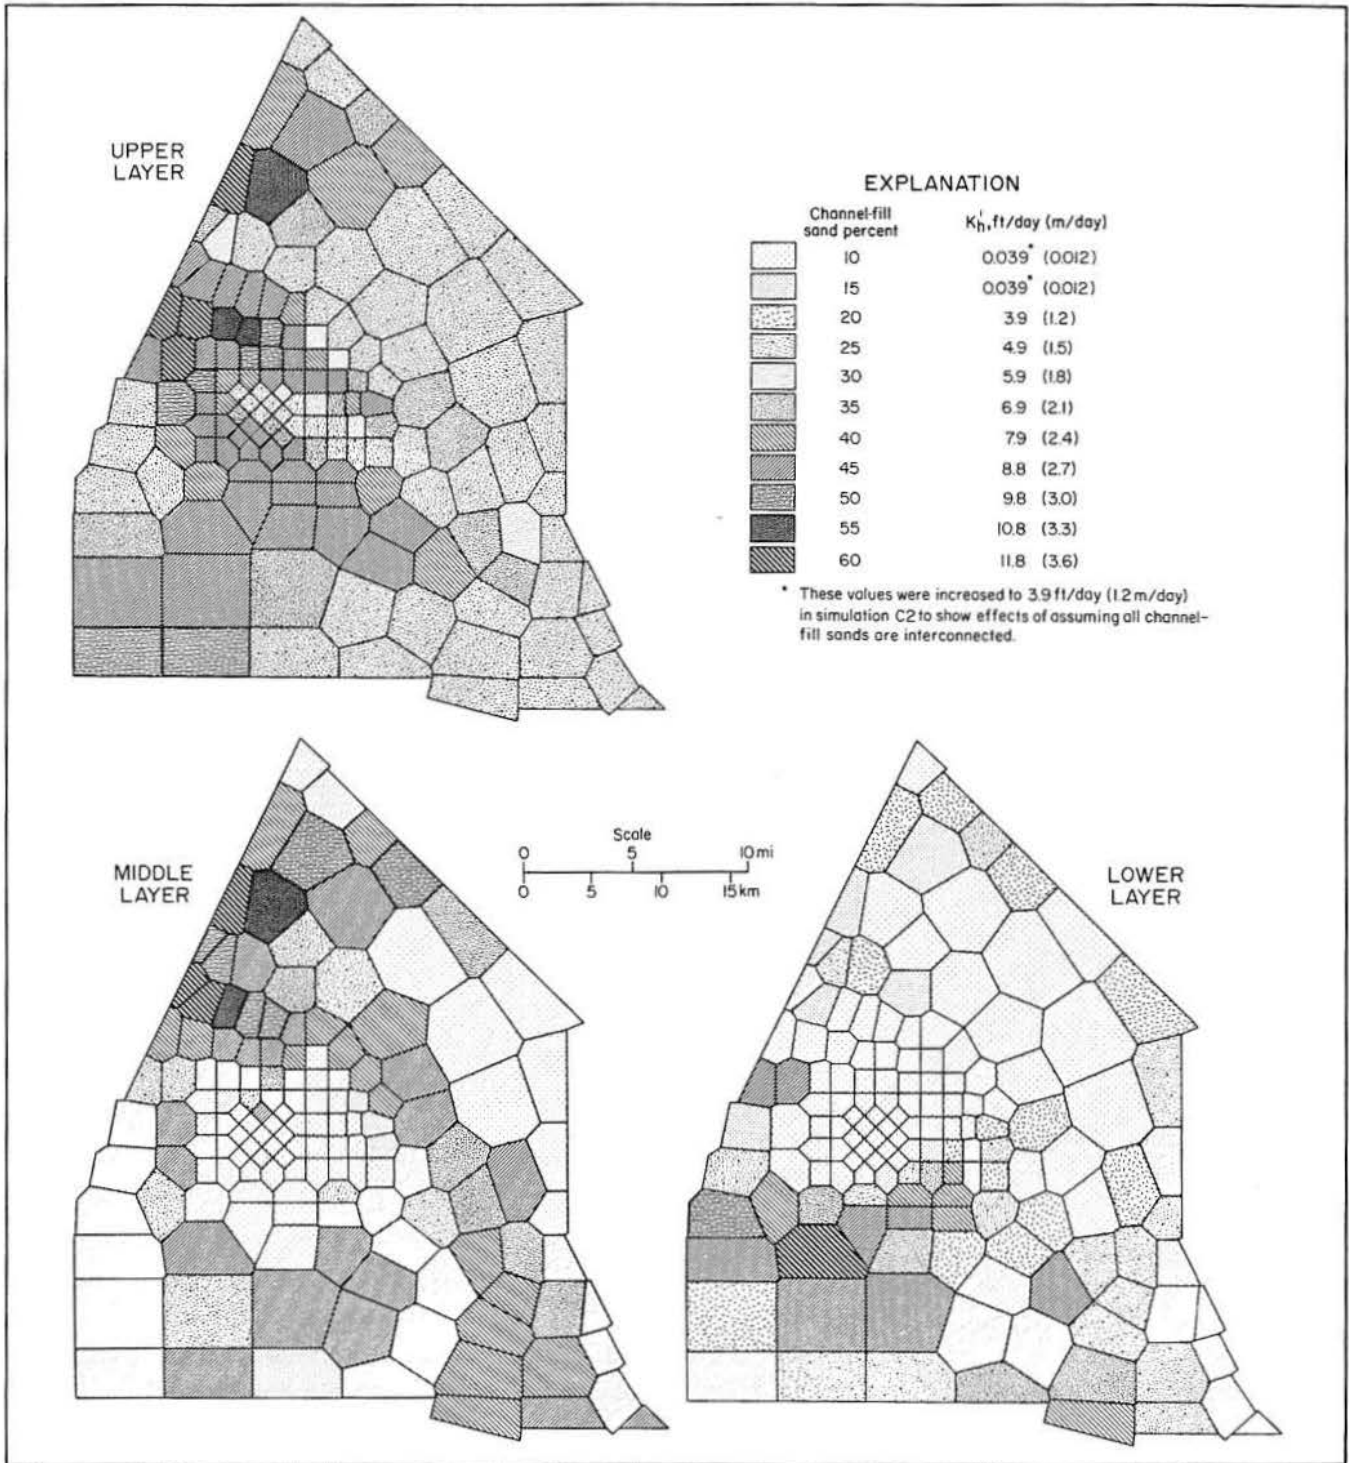 UPPER
LAYER
EXPLANATION
Channel-fill
sand percent
K'h, ft/day (m/day)
10 0.039* (0.012)
15 0.039* (0.012)
20 3.9 (1.2)
25 4.9 (1.5)
30 5.9 (1.8)
35 6.9 (2.1)
40 7.9 (2.4)
45 8.8 (2.7)
50 9.8 (3.0)
55 10.8 (3.3)
60 11.8 (3.6)
* These values were increased to 3.9 ft/day (1.2 m/day)
in simulation C2 to show effects of assuming all channel-
fill sands are interconnected.
MIDDLE
LAYER
Scale
0 5 10 mi
0 5 10 15 km
LOWER
LAYER